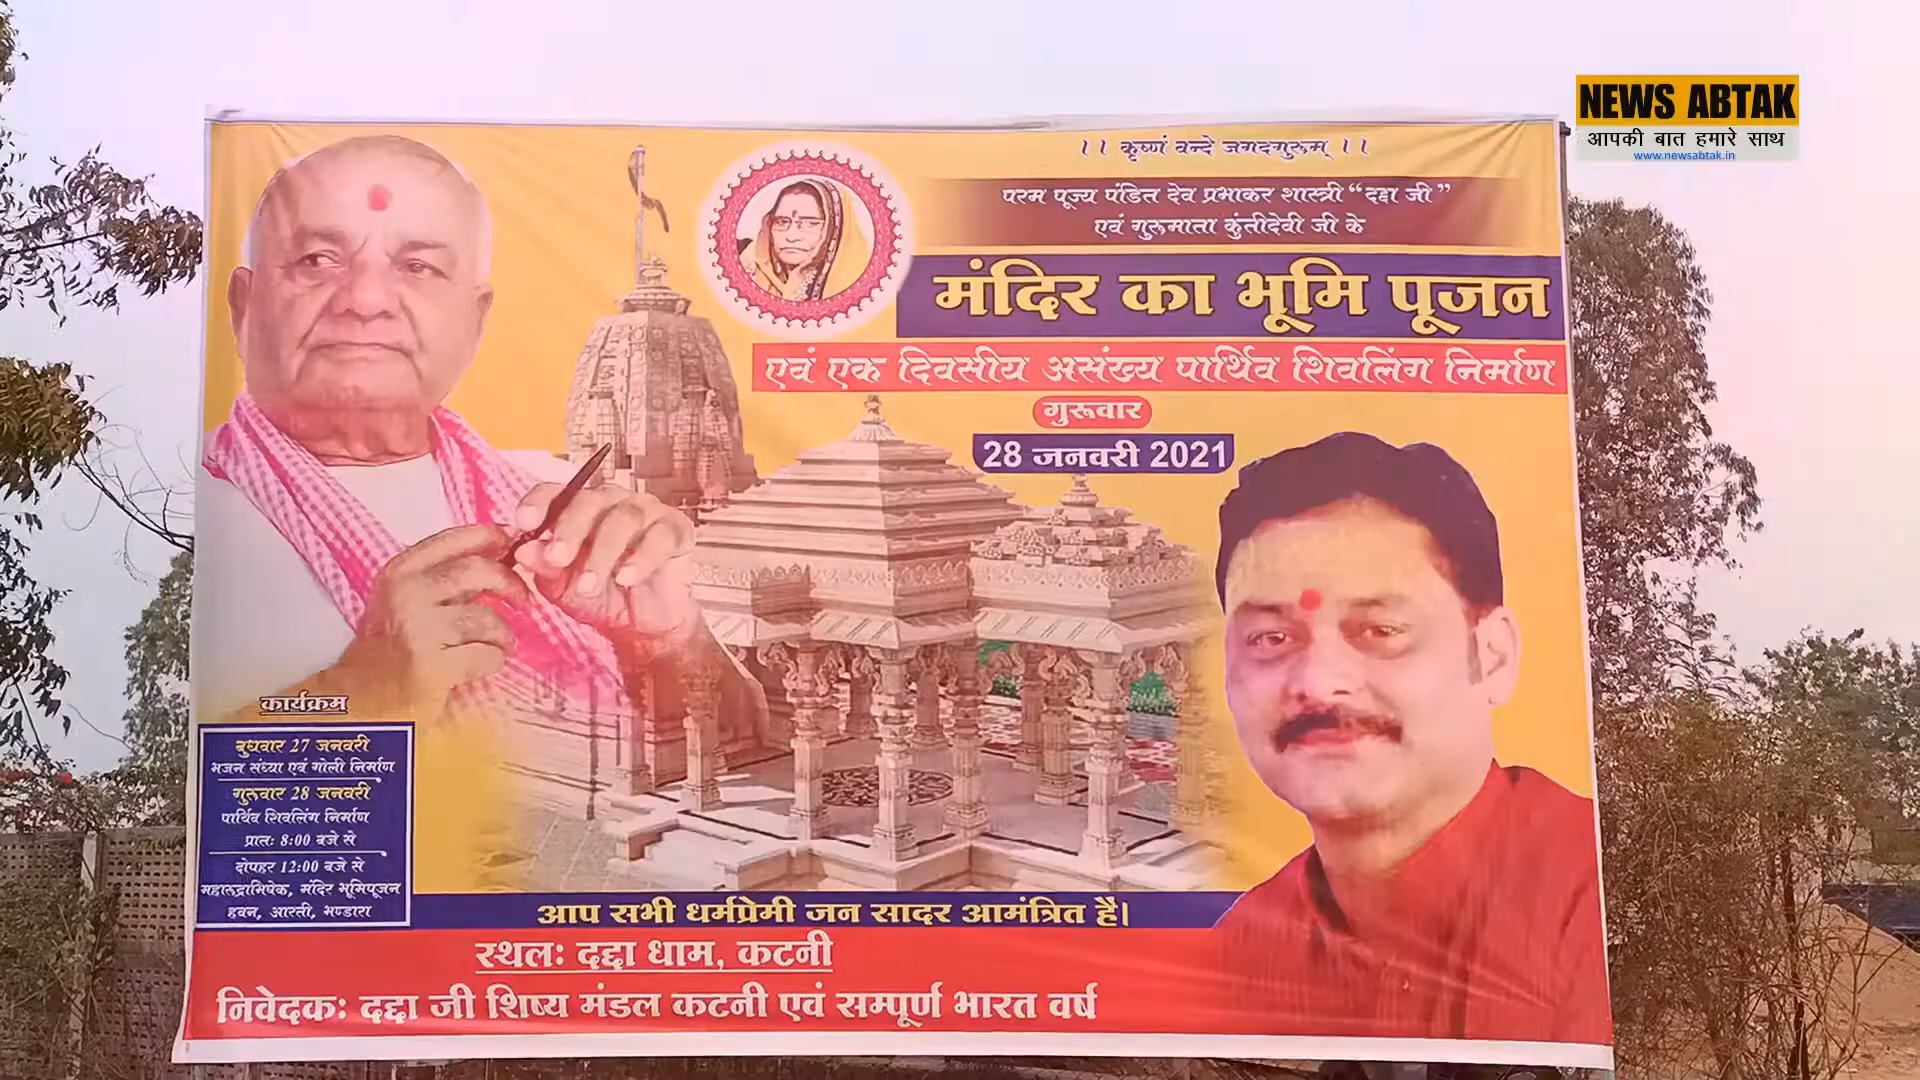 NEWS ABTAK
आपकी बात हमारे साथ
www.newsabtak.in
।। कृष्णं वन्दे जगदगुरूम् ।।
परम पूज्य पंडित देव प्रभाकर शास्त्री “दद्दा जी”
एवं गुरूमाता कुंतीदेवी जी के
मंदिर का भूमि पूजन
एवं एक दिवसीय असंख्य पार्थिव शिवलिंग निर्माण
गुरूवार
28 जनवरी 2021
कार्यक्रम
बुधवार 27 जनवरी
भजन संध्या एवं गोली निर्माण
गुरूवार 28 जनवरी
पार्थिव शिवलिंग निर्माण
प्रातः 8:00 बजे से
दोपहर 12:00 बजे से
महारूद्राभिषेक, मंदिर भूमिपूजन
हवन, आरती, भण्डारा
आप सभी धर्मप्रेमी जन सादर आमंत्रित हैं।
स्थलः दद्दा धाम, कटनी
निवेदकः दद्दा जी शिष्य मंडल कटनी एवं सम्पूर्ण भारत वर्ष